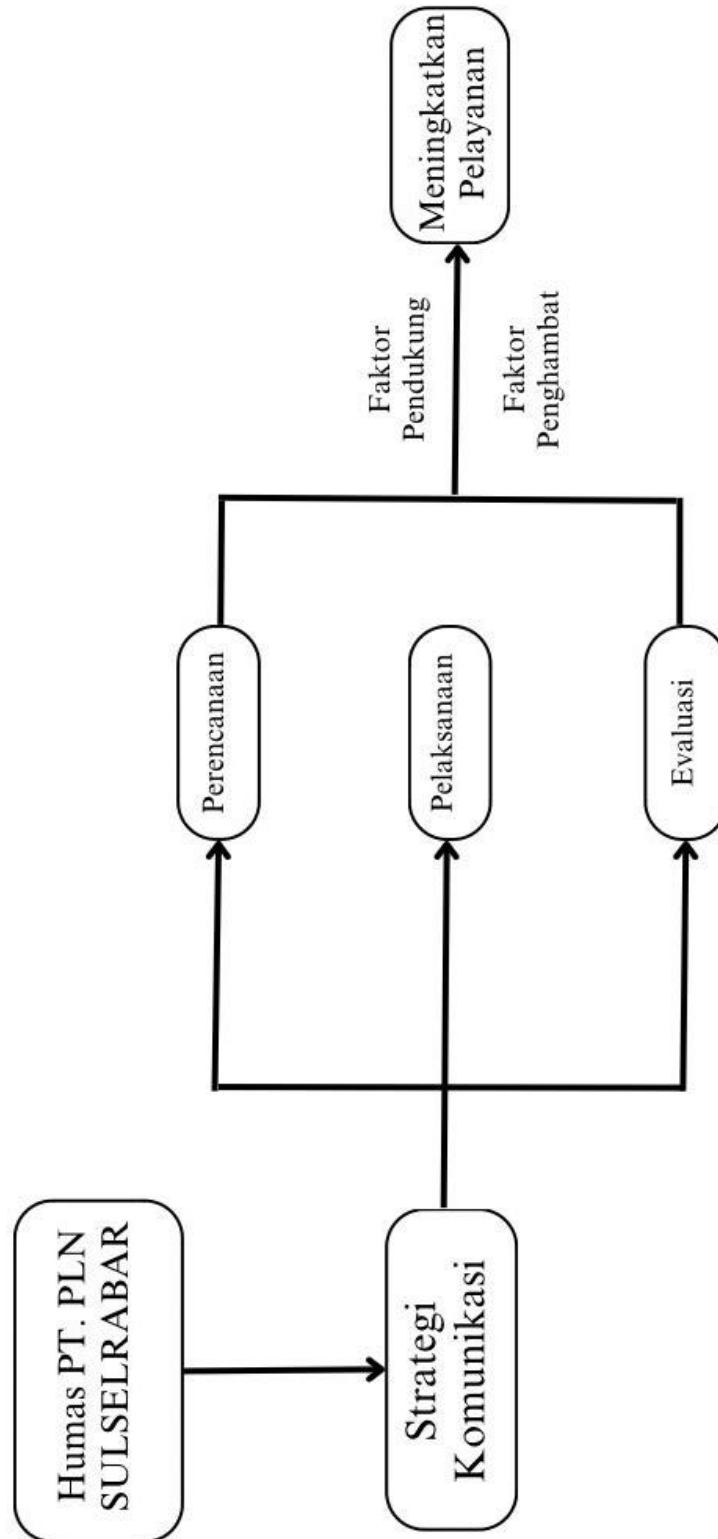 Humas PT. PLN
SULSELRABAR
Strategi
Komunikasi
Perencanaan
Pelaksanaan
Evaluasi
Faktor
Pendukung
Faktor
Penghambat
Meningkatkan
Pelayanan